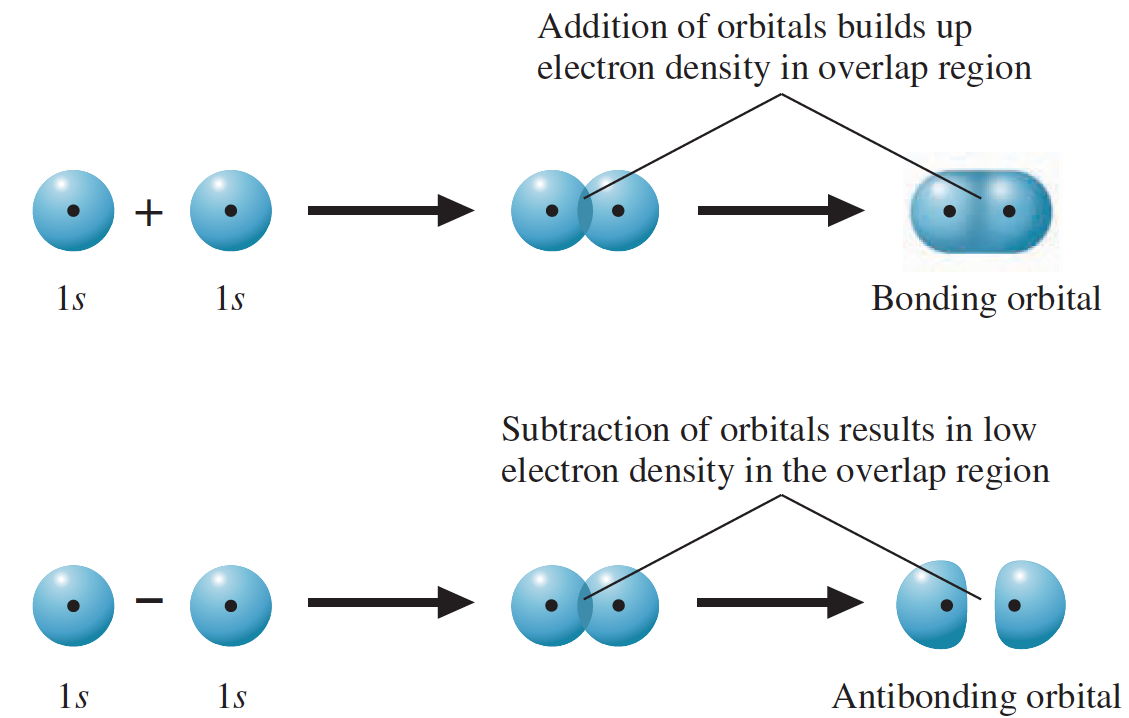 Addition of orbitals builds up
electron density in overlap region
+
1s 1s
Bonding orbital
Subtraction of orbitals results in low
electron density in the overlap region
−
1s 1s
Antibonding orbital